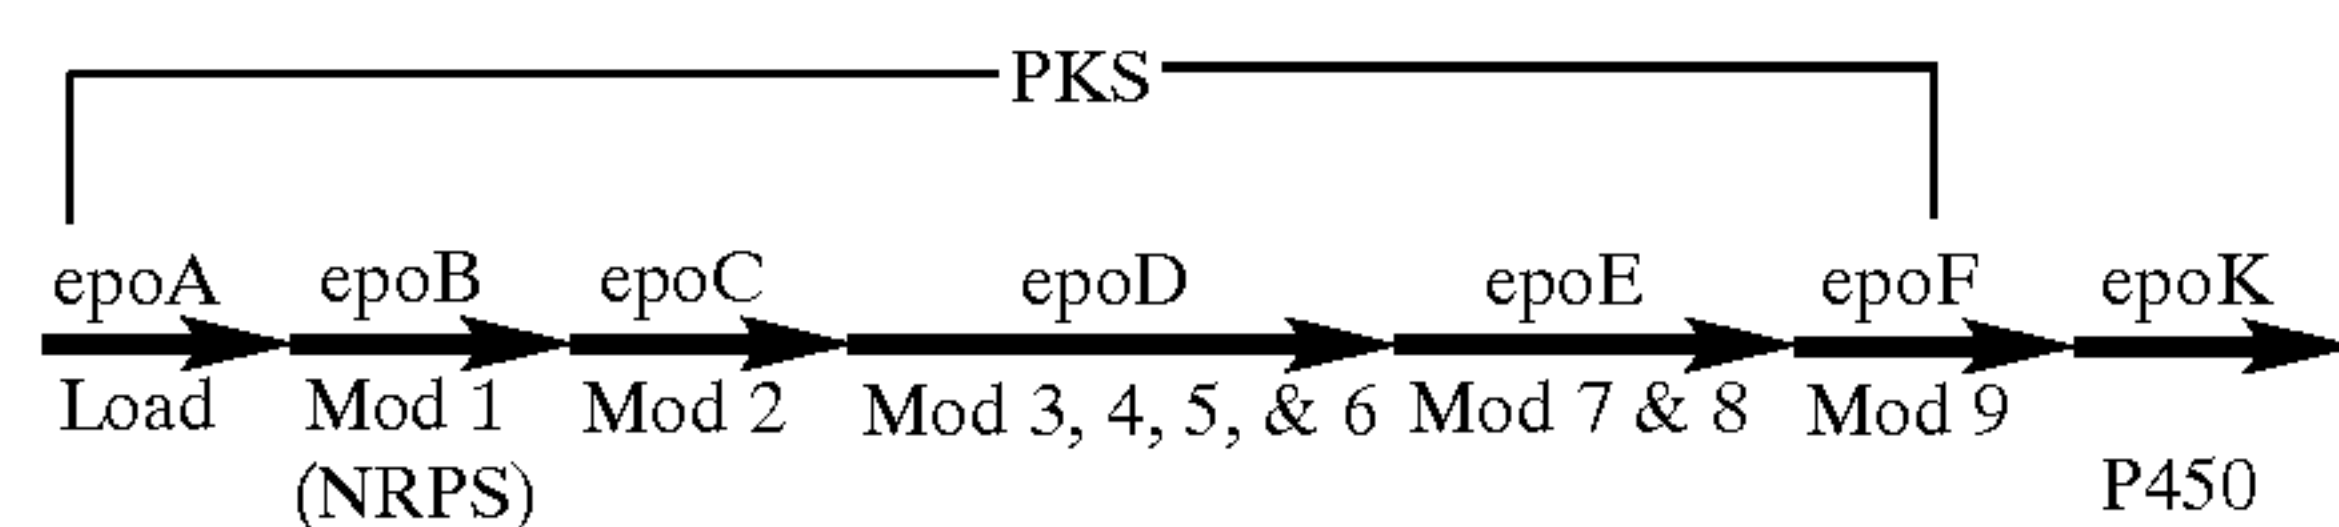 PKS
epoA epoB epoC epoD epoE epoF epoK
Load Mod 1 Mod 2 Mod 3, 4, 5, & 6 Mod 7 & 8 Mod 9
(NRPS) P450